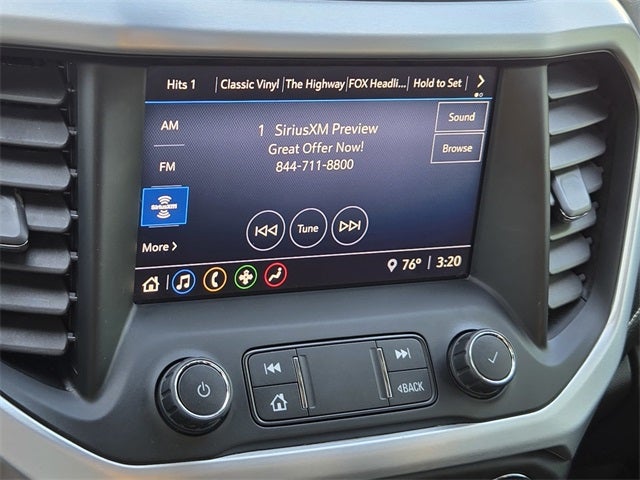 Hits 1 Classic Vinyl The Highway FOX Headli... Hold to Set
AM
1 SiriusXM Preview
Sound
Great Offer Now!
Browse
FM
844-711-8800
SiriusXM
Tune
More
76° 3:20
BACK